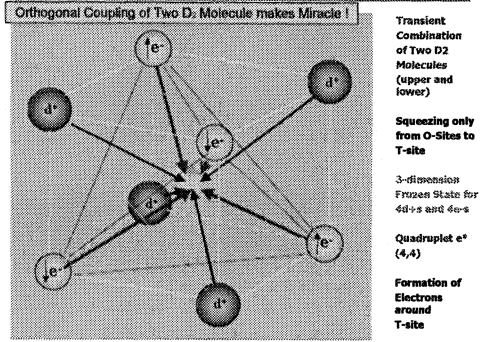 Orthogonal Coupling of Two D₂ Molecule makes Miracle !
Transient
Combination
of Two D2
Molecules
(upper and
lower)
Squeezing only
from O-Sites to
T-site
3-dimension
Frozen State for
4d+s and 4e-s
Quadruplet e*
(4,4)
Formation of
Electrons
around
T-site
↑e-
d+
d+
↓e-
d+
↓e-
↑e-
d+